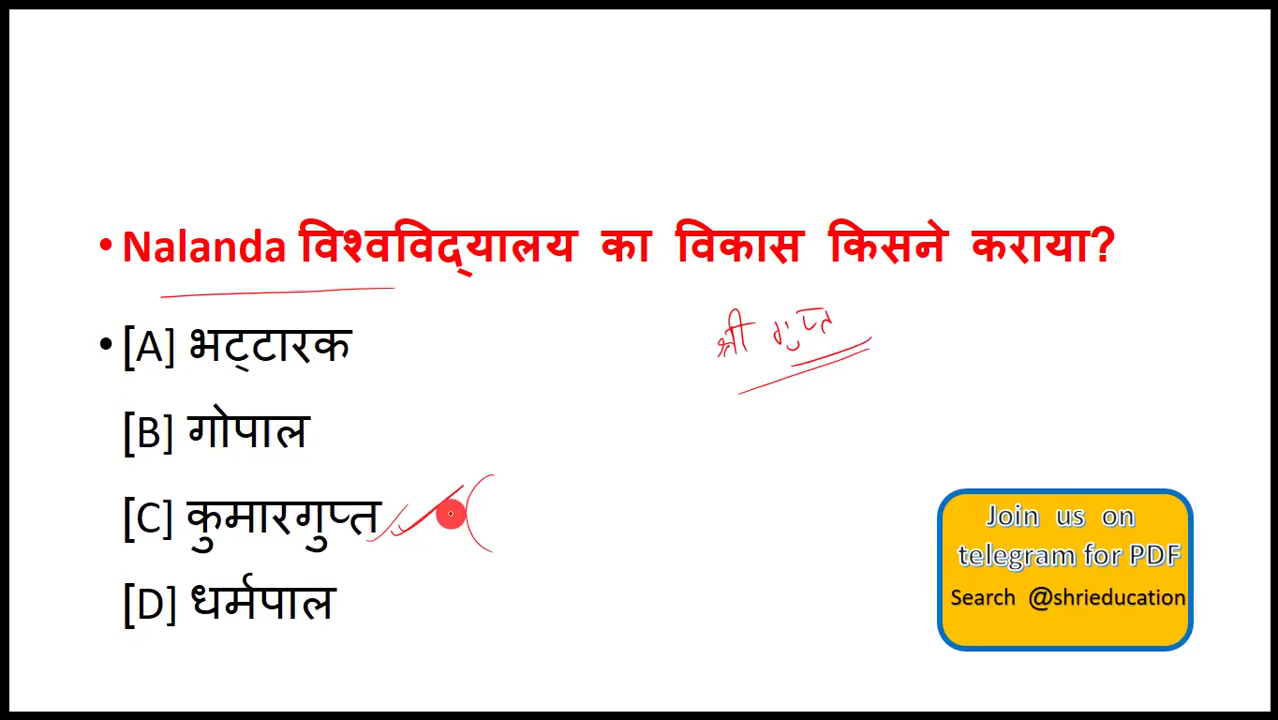 • Nalanda विश्वविद्यालय का विकास किसने कराया?
श्री गुप्त
• [A] भट्टारक
[B] गोपाल
[C] कुमारगुप्त
[D] धर्मपाल
Join us on
telegram for PDF
Search @shrieducation